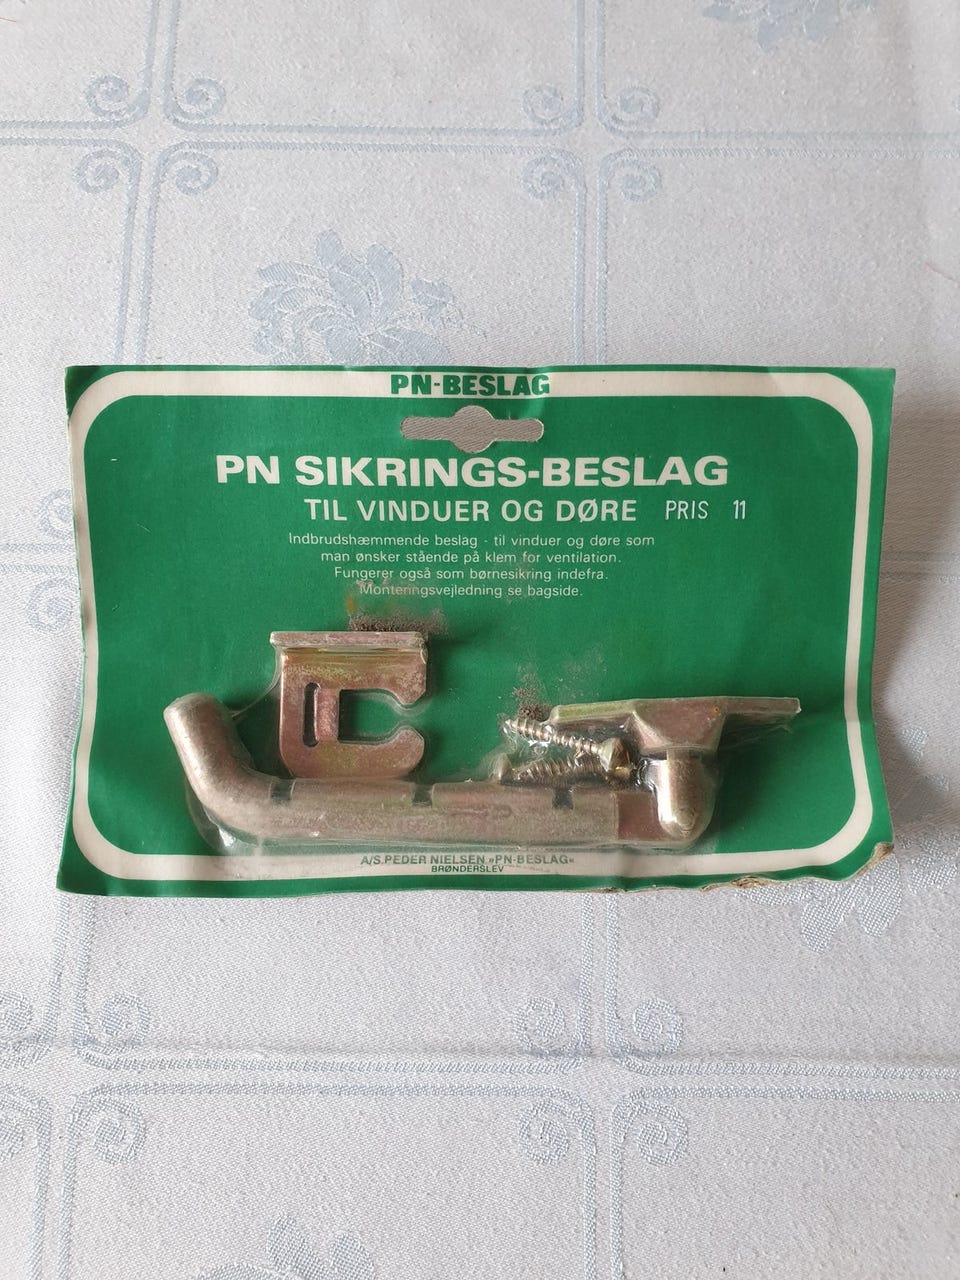 PN-BESLAG
PN SIKRINGS-BESLAG
TIL VINDUER OG DØRE PRIS 11
Indbrudshæmmende beslag - til vinduer og døre som
man ønsker stående på klem for ventilation.
Fungerer også som børnesikring indefra.
Monteringsvejledning se bagside.
A/S.PEDER NIELSEN »PN-BESLAG«
BRØNDERSLEV